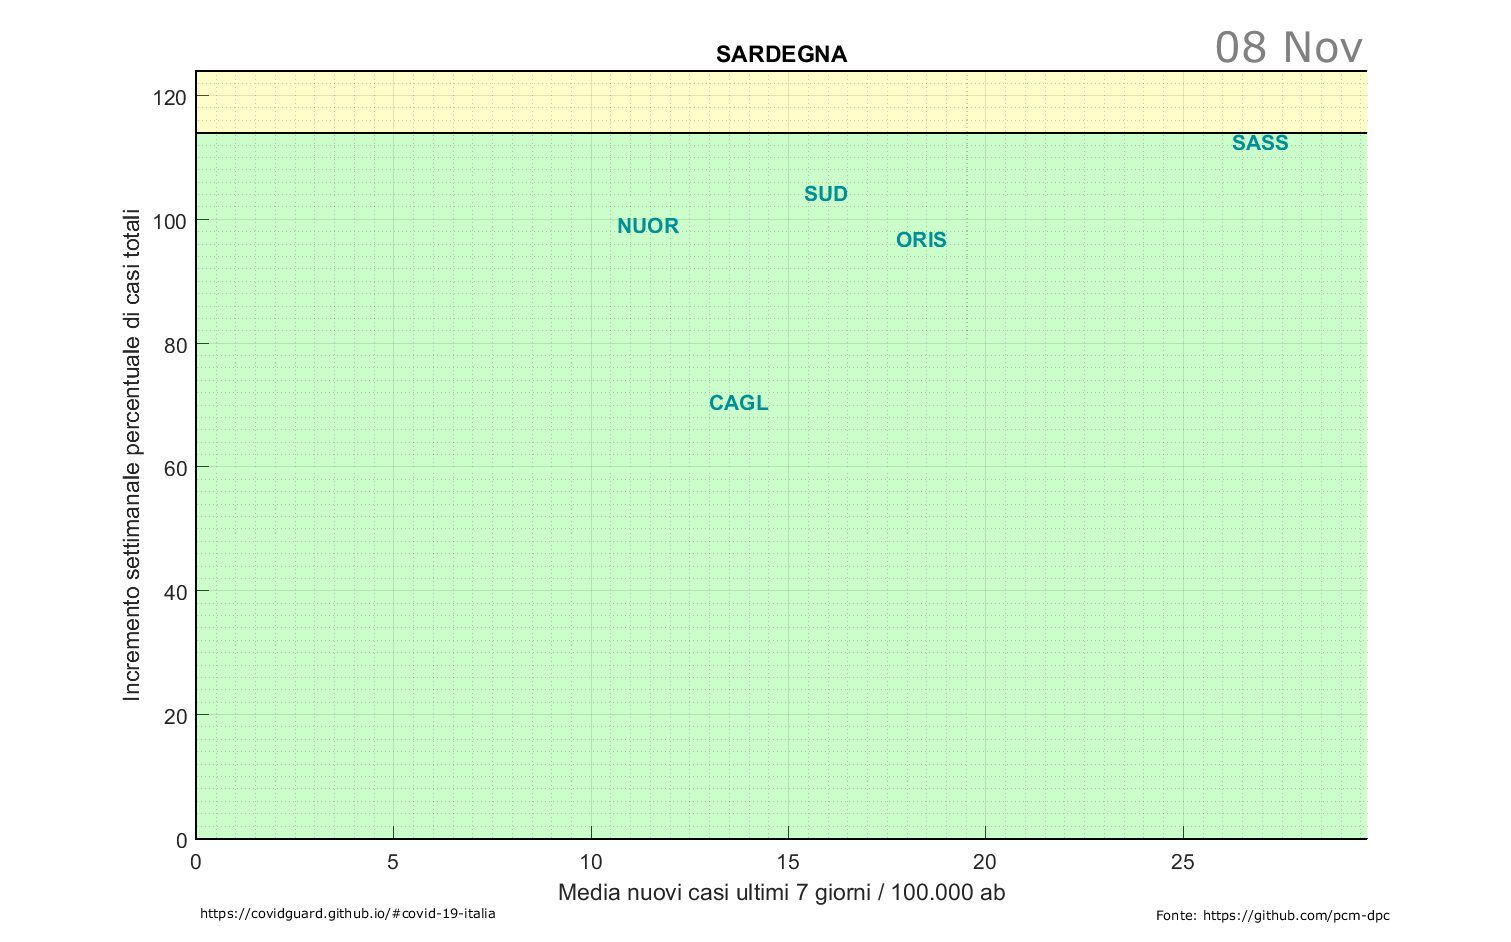 08 Nov
SARDEGNA
120
100
80
60
40
20
0
Incremento settimanale percentuale di casi totali
SASS
SUD
NUOR
ORIS
CAGL
0 5 10 15 20 25
Media nuovi casi ultimi 7 giorni / 100.000 ab
https://covidguard.github.io/#covid-19-italia
Fonte: https://github.com/pcm-dpc